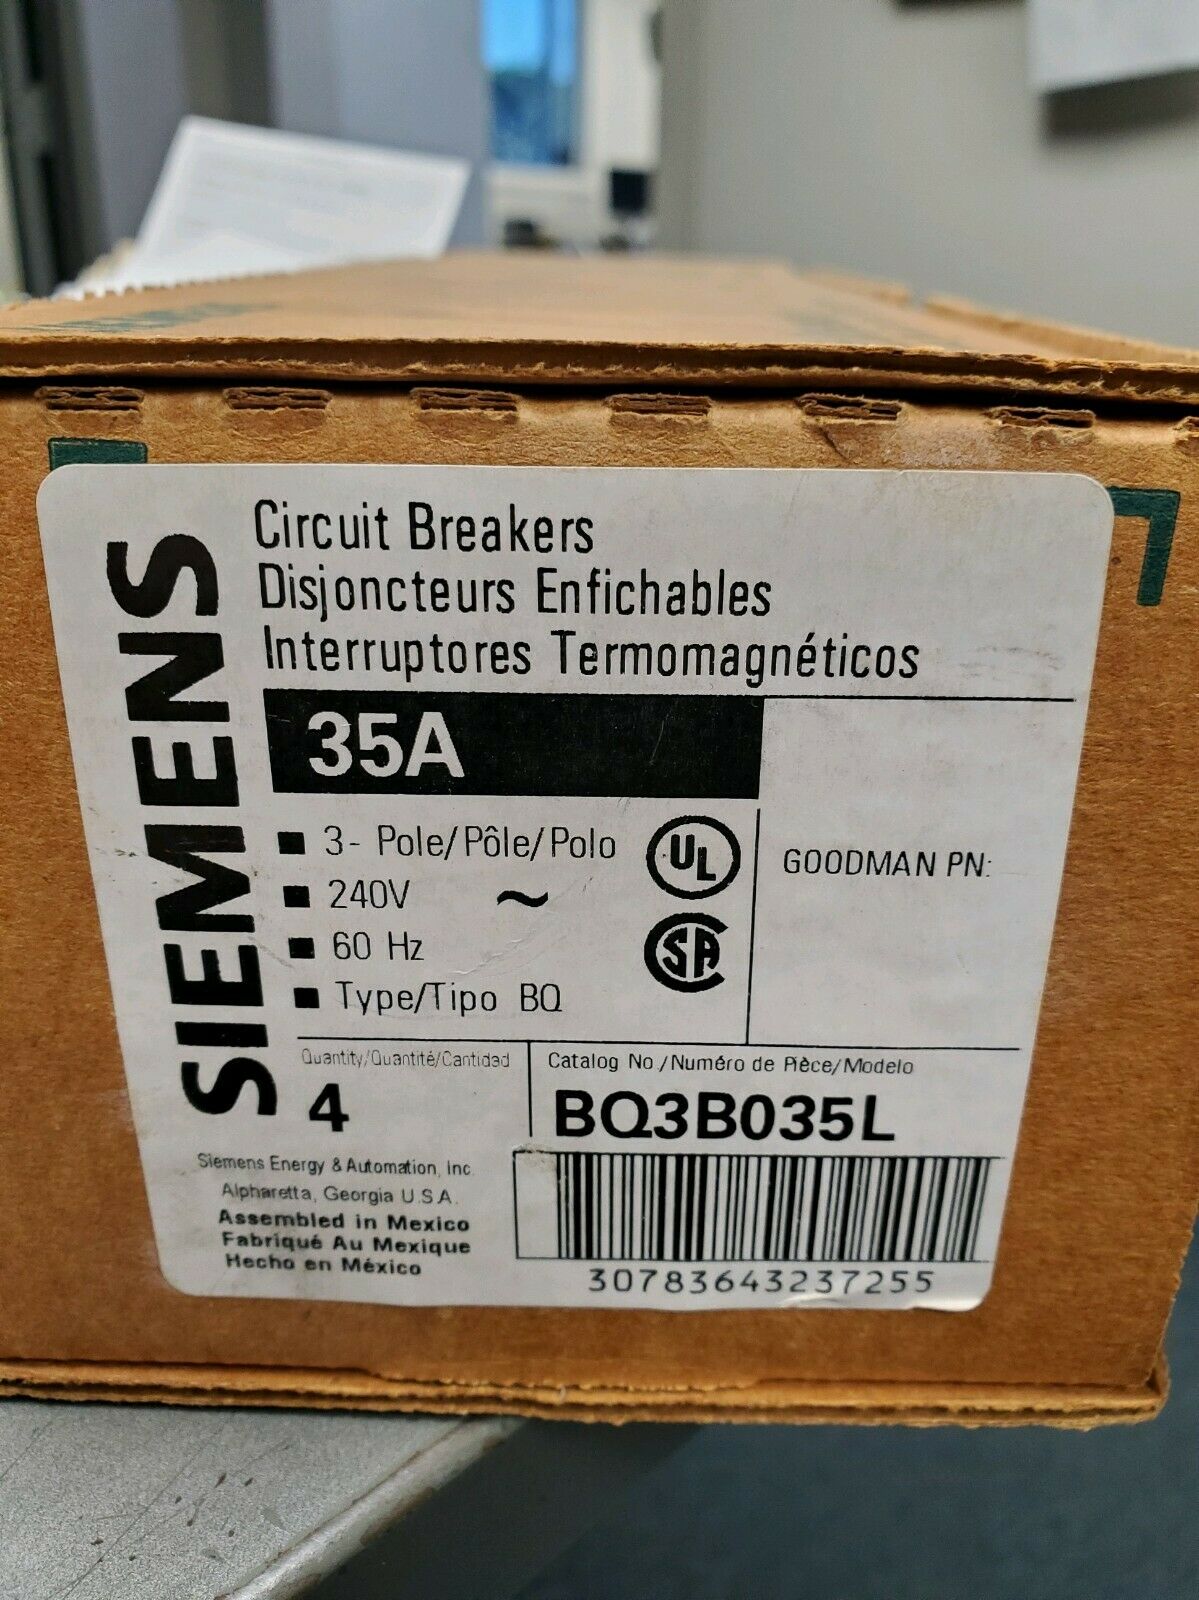 SIEMENS
Circuit Breakers
Disjoncteurs Enfichables
Interruptores Termomagnéticos
35A
3- Pole/Pôle/Polo
240V ~
60 Hz
Type/Tipo BQ
UL
SA
GOODMAN PN:
Quantity/Quantité/Cantidad
4
Catalog No./Numéro de Pièce/Modelo
BQ3B035L
Siemens Energy & Automation, Inc.
Alpharetta, Georgia U.S.A.
Assembled in Mexico
Fabriqué Au Mexique
Hecho en México
30783643237255